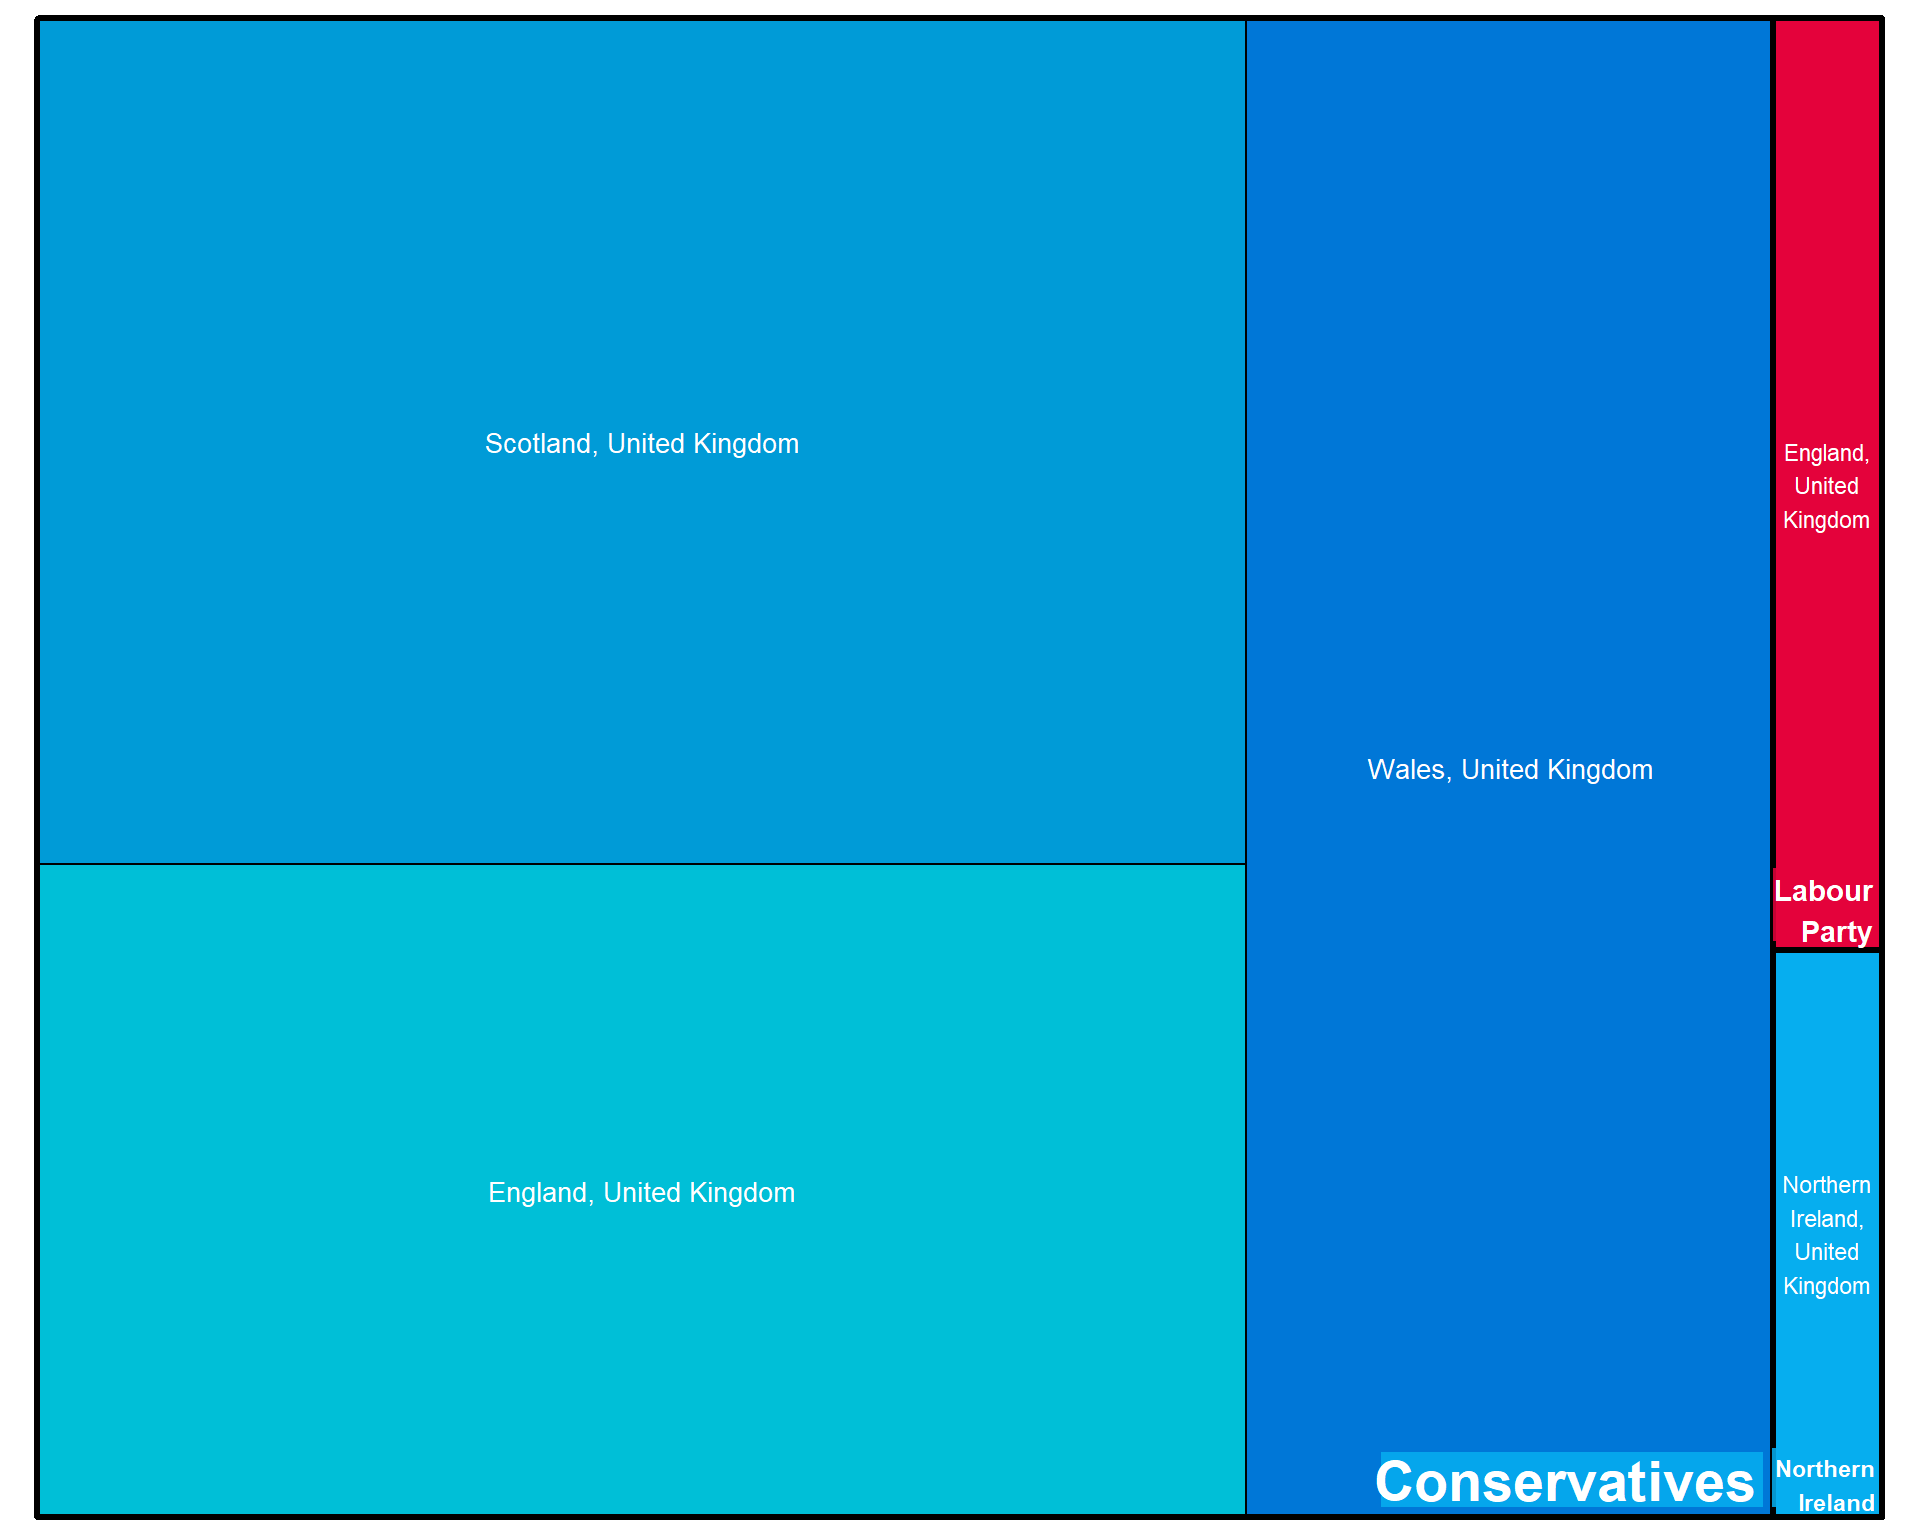 Scotland, United Kingdom
England, United Kingdom
Wales, United Kingdom
Conservatives
England,
United
Kingdom
Labour
Party
Northern
Ireland,
United
Kingdom
Northern
Ireland